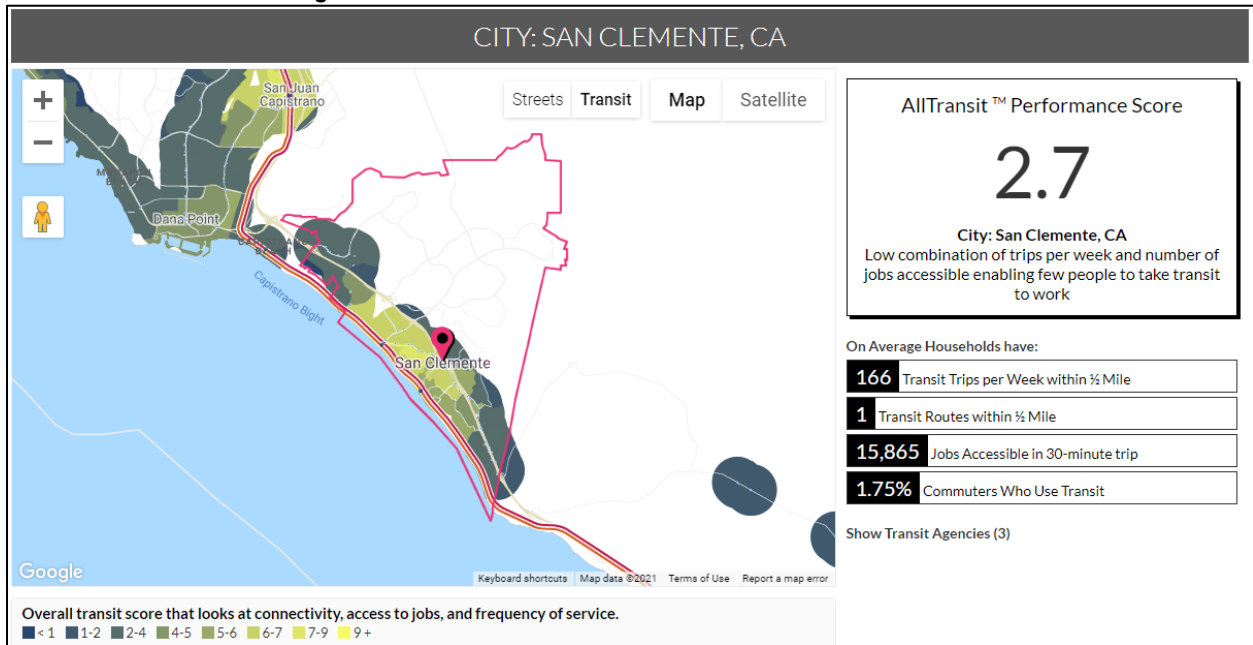 CITY: SAN CLEMENTE, CA
San Juan
Capistrano
Streets Transit Map Satellite
Dana Point
Capistrano Bight
San Clemente
Google
Keyboard shortcuts Map data ©2021 Terms of Use Report a map error
Overall transit score that looks at connectivity, access to jobs, and frequency of service.
< 1 1-2 2-4 4-5 5-6 6-7 7-9 9 +
AllTransit ™ Performance Score
2.7
City: San Clemente, CA
Low combination of trips per week and number of
jobs accessible enabling few people to take transit
to work
On Average Households have:
166 Transit Trips per Week within ½ Mile
1 Transit Routes within ½ Mile
15,865 Jobs Accessible in 30-minute trip
1.75% Commuters Who Use Transit
Show Transit Agencies (3)